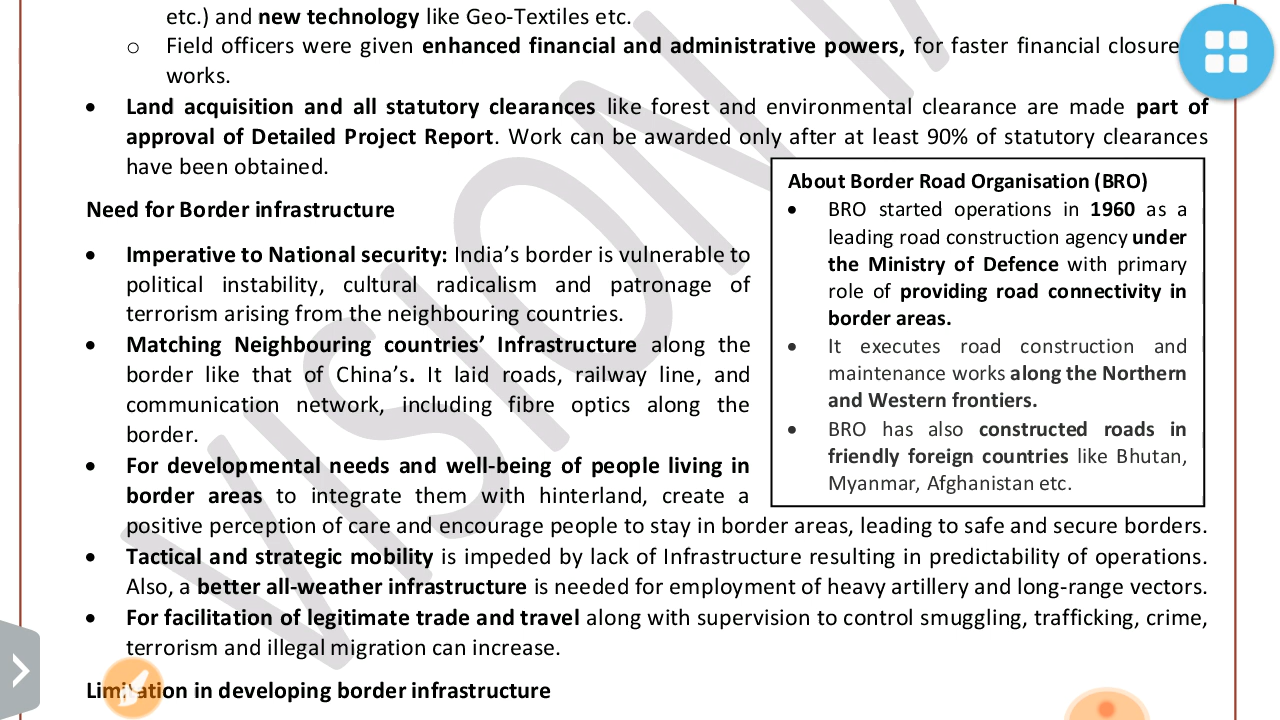 etc.) and new technology like Geo-Textiles etc.
o Field officers were given enhanced financial and administrative powers, for faster financial closure
works.
• Land acquisition and all statutory clearances like forest and environmental clearance are made part of
approval of Detailed Project Report. Work can be awarded only after at least 90% of statutory clearances
have been obtained.
Need for Border infrastructure
• Imperative to National security: India's border is vulnerable to
political instability, cultural radicalism and patronage of
terrorism arising from the neighbouring countries.
• Matching Neighbouring countries' Infrastructure along the
border like that of China's. It laid roads, railway line, and
communication network, including fibre optics along the
border.
• For developmental needs and well-being of people living in
border areas to integrate them with hinterland, create a
positive perception of care and encourage people to stay in border areas, leading to safe and secure borders.
• Tactical and strategic mobility is impeded by lack of Infrastructure resulting in predictability of operations.
Also, a better all-weather infrastructure is needed for employment of heavy artillery and long-range vectors.
• For facilitation of legitimate trade and travel along with supervision to control smuggling, trafficking, crime,
terrorism and illegal migration can increase.
Limitation in developing border infrastructure
About Border Road Organisation (BRO)
• BRO started operations in 1960 as a
leading road construction agency under
the Ministry of Defence with primary
role of providing road connectivity in
border areas.
• It executes road construction and
maintenance works along the Northern
and Western frontiers.
• BRO has also constructed roads in
friendly foreign countries like Bhutan,
Myanmar, Afghanistan etc.
VISION